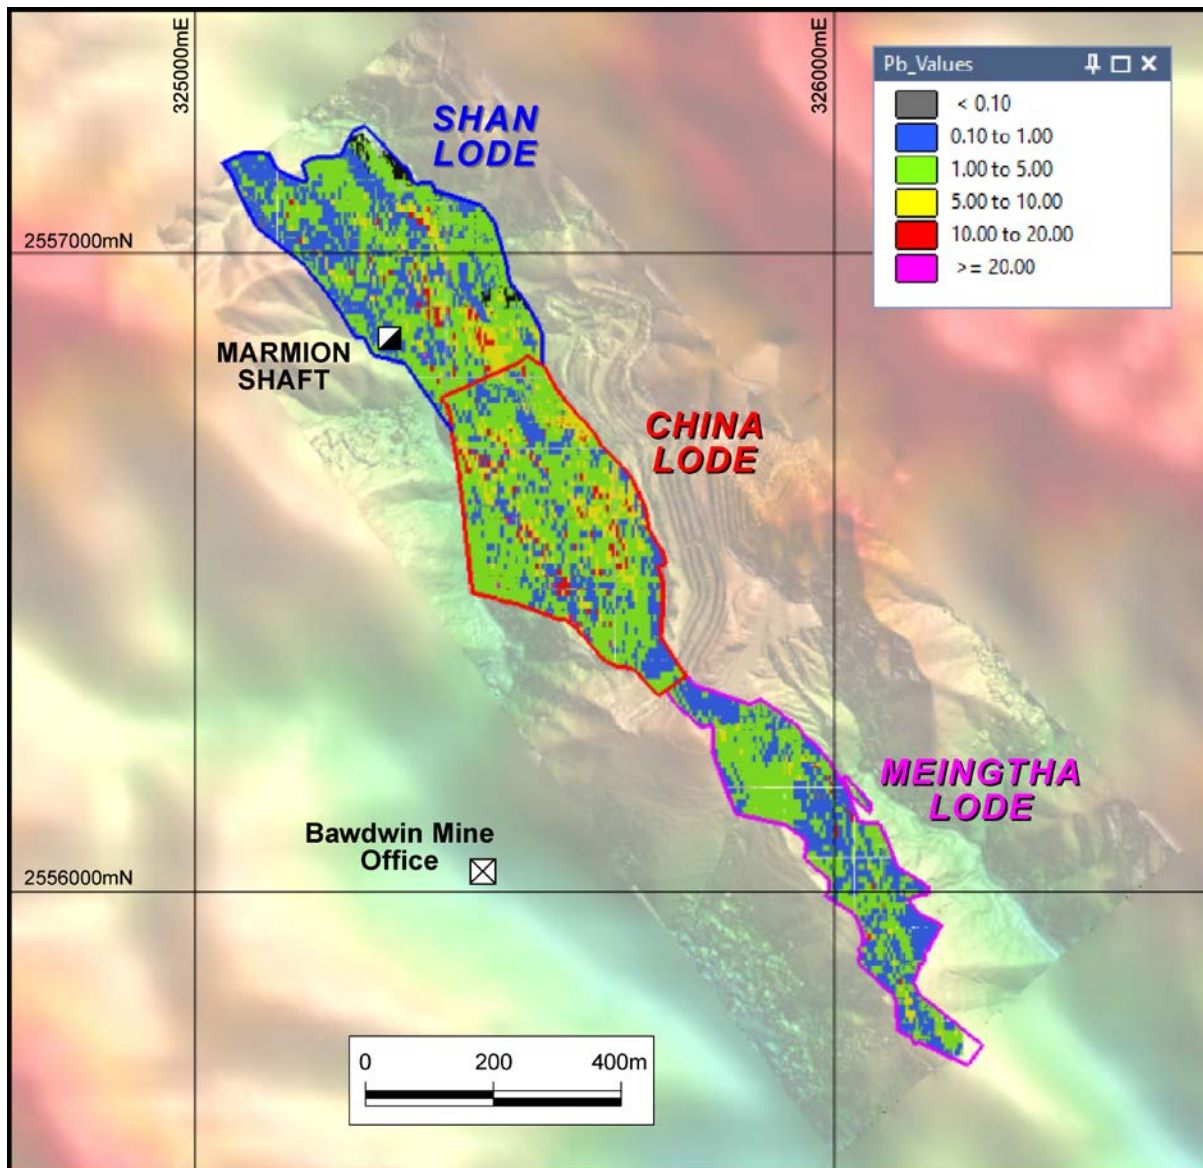 325000mE
326000mE
Pb_Values
< 0.10
0.10 to 1.00
1.00 to 5.00
5.00 to 10.00
10.00 to 20.00
>= 20.00
SHAN
LODE
2557000mN
MARMION
SHAFT
CHINA
LODE
MEINGTHA
LODE
Bawdwin Mine
Office
2556000mN
0 200 400m